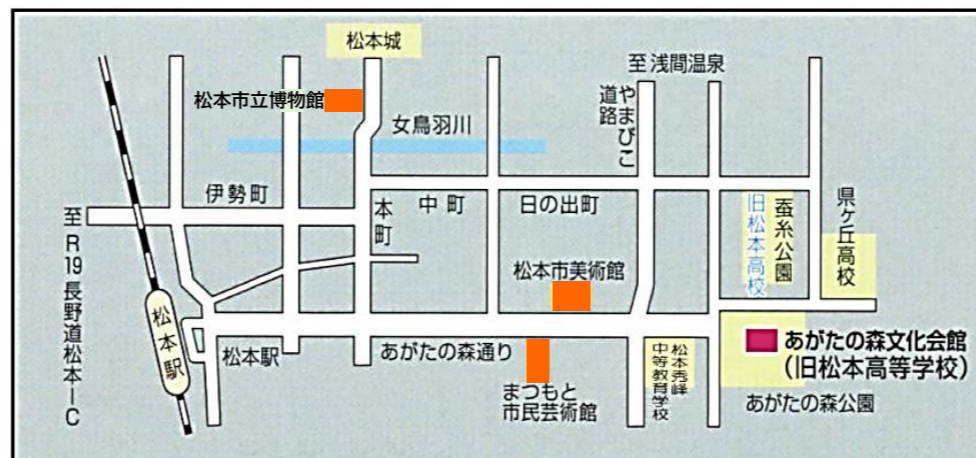 松本城
至浅間温泉
松本市立博物館
女鳥羽川
やまびこ
道路
伊勢町
本町
中町
日の出町
旧松本高校
蚕糸公園
県ヶ丘高校
至R19長野道松本IC
松本市美術館
松本駅
松本駅
あがたの森通り
まつもと
市民芸術館
松本秀峰
中等教育学校
あがたの森文化会館
(旧松本高等学校)
あがたの森公園